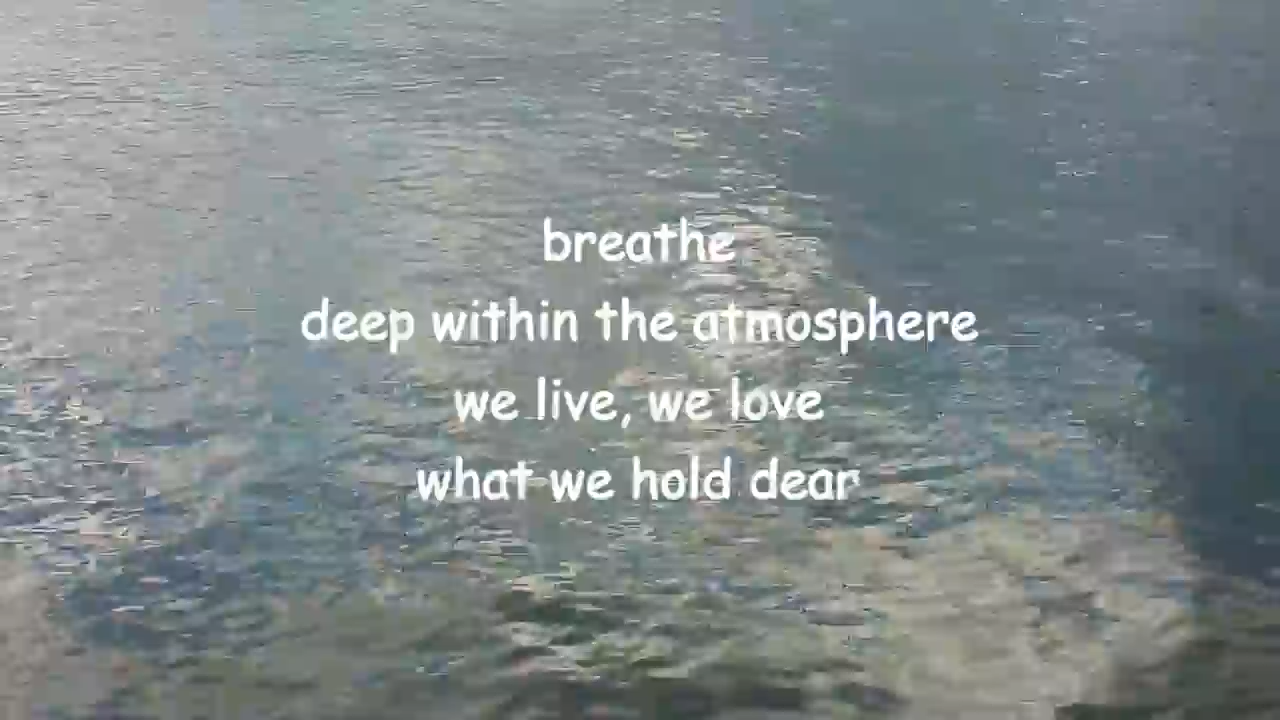 breathe
deep within the atmosphere
we live, we love
what we hold dear